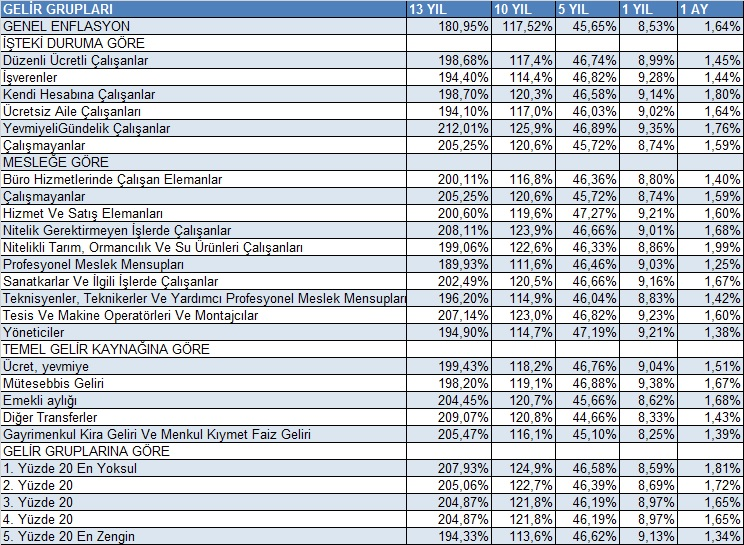 GELİR GRUPLARI 13 YIL 10 YIL 5 YIL 1 YIL 1 AY
GENEL ENFLASYON 180,95% 117,52% 45,65% 8,53% 1,64%
İŞTEKİ DURUMA GÖRE
Düzenli Ücretli Çalışanlar 198,68% 117,4% 46,74% 8,99% 1,45%
İşverenler 194,40% 114,4% 46,82% 9,28% 1,44%
Kendi Hesabına Çalışanlar 198,70% 120,3% 46,58% 9,14% 1,80%
Ücretsiz Aile Çalışanları 194,10% 117,0% 46,03% 9,02% 1,64%
YevmiyeliGündelik Çalışanlar 212,01% 125,9% 46,89% 9,35% 1,76%
Çalışmayanlar 205,25% 120,6% 45,72% 8,74% 1,59%
MESLEĞE GÖRE
Büro Hizmetlerinde Çalışan Elemanlar 200,11% 116,8% 46,36% 8,80% 1,40%
Çalışmayanlar 205,25% 120,6% 45,72% 8,74% 1,59%
Hizmet Ve Satış Elemanları 200,60% 119,6% 47,27% 9,21% 1,60%
Nitelik Gerektirmeyen İşlerde Çalışanlar 208,11% 123,9% 46,66% 9,01% 1,68%
Nitelikli Tarım, Ormancılık Ve Su Ürünleri Çalışanları 199,06% 122,6% 46,33% 8,86% 1,99%
Profesyonel Meslek Mensupları 189,93% 111,6% 46,46% 9,03% 1,25%
Sanatkarlar Ve İlgili İşlerde Çalışanlar 202,49% 120,5% 46,66% 9,16% 1,67%
Teknisyenler, Teknikerler Ve Yardımcı Profesyonel Meslek Mensupları 196,20% 114,9% 46,04% 8,83% 1,42%
Tesis Ve Makine Operatörleri Ve Montajcılar 207,14% 123,0% 46,82% 9,23% 1,60%
Yöneticiler 194,90% 114,7% 47,19% 9,21% 1,38%
TEMEL GELİR KAYNAĞINA GÖRE
Ücret, yevmiye 199,43% 118,2% 46,76% 9,04% 1,51%
Mütesebbis Geliri 198,20% 119,1% 46,88% 9,38% 1,67%
Emekli aylığı 204,45% 120,7% 45,66% 8,62% 1,68%
Diğer Transferler 209,07% 120,8% 44,66% 8,33% 1,43%
Gayrimenkul Kira Geliri Ve Menkul Kıymet Faiz Geliri 205,47% 116,1% 45,10% 8,25% 1,39%
GELİR GRUPLARINA GÖRE
1. Yüzde 20 En Yoksul 207,93% 124,9% 46,58% 8,59% 1,81%
2. Yüzde 20 205,06% 122,7% 46,39% 8,69% 1,72%
3. Yüzde 20 204,87% 121,8% 46,19% 8,97% 1,65%
4. Yüzde 20 204,87% 121,8% 46,19% 8,97% 1,65%
5. Yüzde 20 En Zengin 194,33% 113,6% 46,62% 9,13% 1,34%